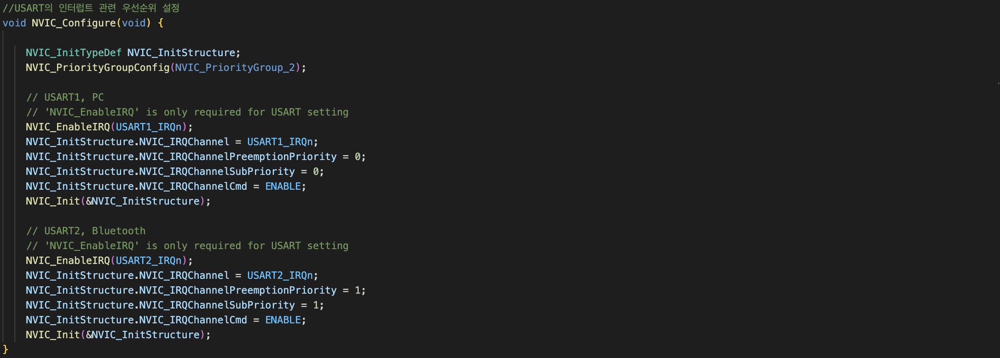 //USART의 인터럽트 관련 우선순위 설정
void NVIC_Configure(void) {
NVIC_InitTypeDef NVIC_InitStructure;
NVIC_PriorityGroupConfig(NVIC_PriorityGroup_2);
// USART1, PC
// 'NVIC_EnableIRQ' is only required for USART setting
NVIC_EnableIRQ(USART1_IRQn);
NVIC_InitStructure.NVIC_IRQChannel = USART1_IRQn;
NVIC_InitStructure.NVIC_IRQChannelPreemptionPriority = 0;
NVIC_InitStructure.NVIC_IRQChannelSubPriority = 0;
NVIC_InitStructure.NVIC_IRQChannelCmd = ENABLE;
NVIC_Init(&NVIC_InitStructure);
// USART2, Bluetooth
// 'NVIC_EnableIRQ' is only required for USART setting
NVIC_EnableIRQ(USART2_IRQn);
NVIC_InitStructure.NVIC_IRQChannel = USART2_IRQn;
NVIC_InitStructure.NVIC_IRQChannelPreemptionPriority = 1;
NVIC_InitStructure.NVIC_IRQChannelSubPriority = 1;
NVIC_InitStructure.NVIC_IRQChannelCmd = ENABLE;
NVIC_Init(&NVIC_InitStructure);
}